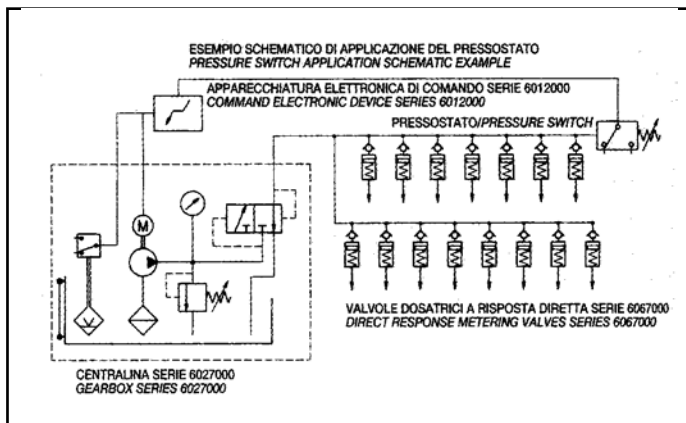 ESEMPIO SCHEMATICO DI APPLICAZIONE DEL PRESSOSTATO
PRESSURE SWITCH APPLICATION SCHEMATIC EXAMPLE
APPARECCHIATURA ELETTRONICA DI COMANDO SERIE 6012000
COMMAND ELECTRONIC DEVICE SERIES 6012000
PRESSOSTATO/PRESSURE SWITCH
M
VALVOLE DOSATRICI A RISPOSTA DIRETTA SERIE 6067000
DIRECT RESPONSE METERING VALVES SERIES 6067000
CENTRALINA SERIE 6027000
GEARBOX SERIES 6027000